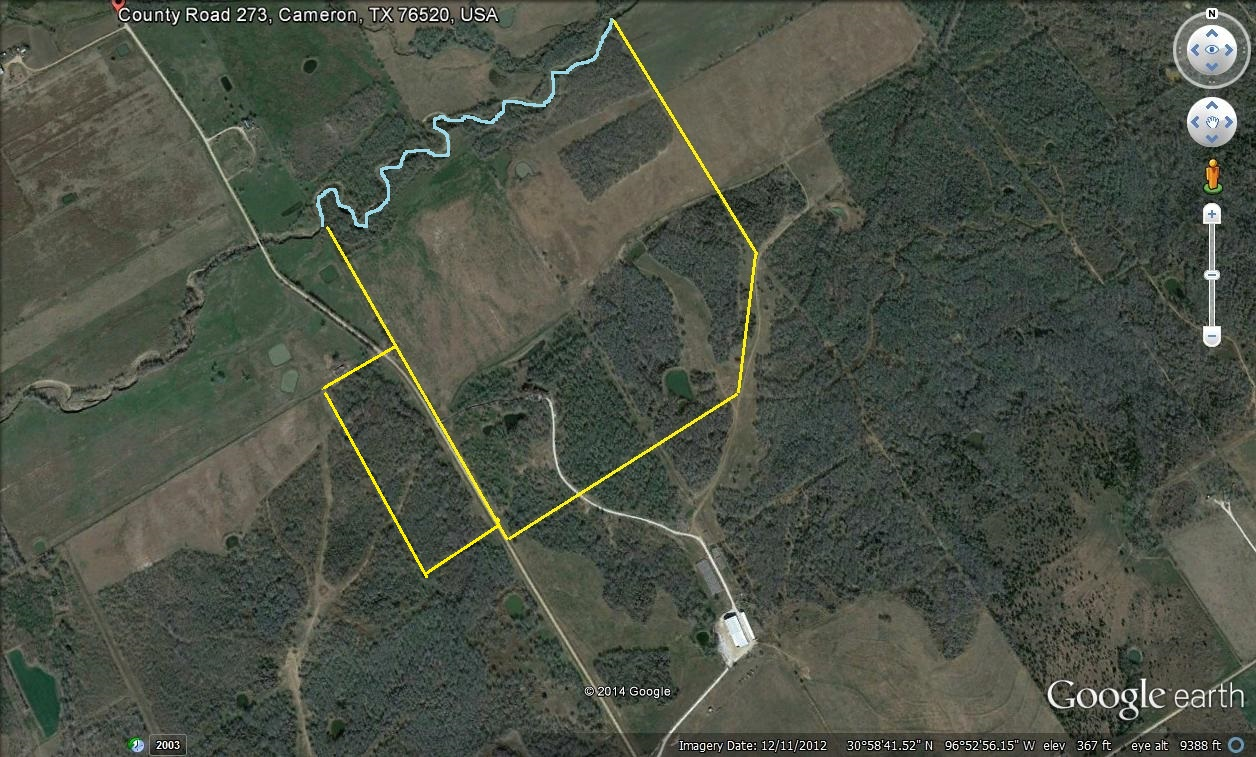 County Road 273, Cameron, TX 76520, USA
N
© 2014 Google
Google earth
2003
Imagery Date: 12/11/2012 30°58'41.52" N 96°52'56.15" W elev 367 ft eye alt 9388 ft